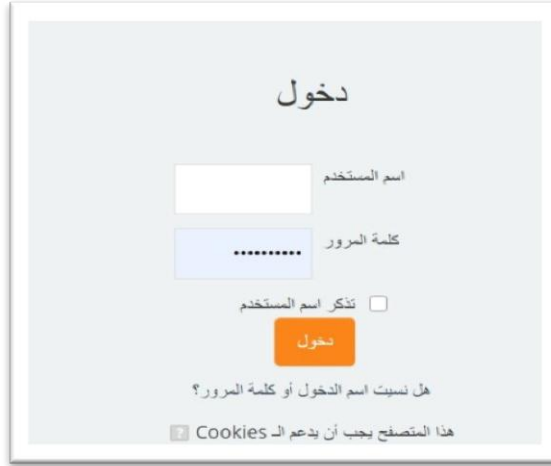 دخول
اسم المستخدم
كلمة المرور
••••••••••
تذكر اسم المستخدم
دخول
هل نسيت اسم الدخول أو كلمة المرور؟
هذا المتصفح يجب أن يدعم الـ Cookies ?